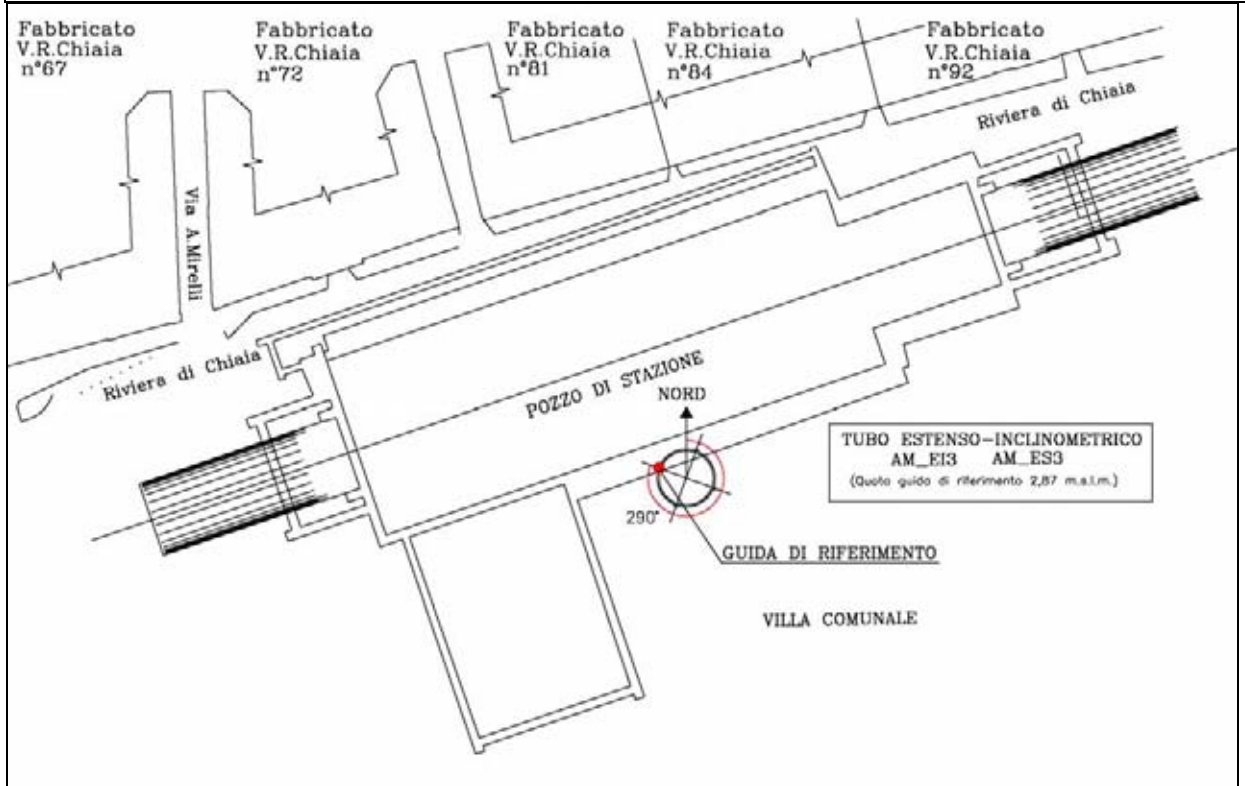 Fabbricato
V.R.Chiaia
n°67
Fabbricato
V.R.Chiaia
n°72
Fabbricato
V.R.Chiaia
n°81
Fabbricato
V.R.Chiaia
n°84
Fabbricato
V.R.Chiaia
n°92
Riviera di Chiaia
Via A.Mirelli
Riviera di Chiaia
POZZO DI STAZIONE
NORD
TUBO ESTENSO-INCLINOMETRICO
AM_EI3 AM_ES3
(Quota guida di riferimento 2,87 m.s.l.m.)
290°
GUIDA DI RIFERIMENTO
VILLA COMUNALE